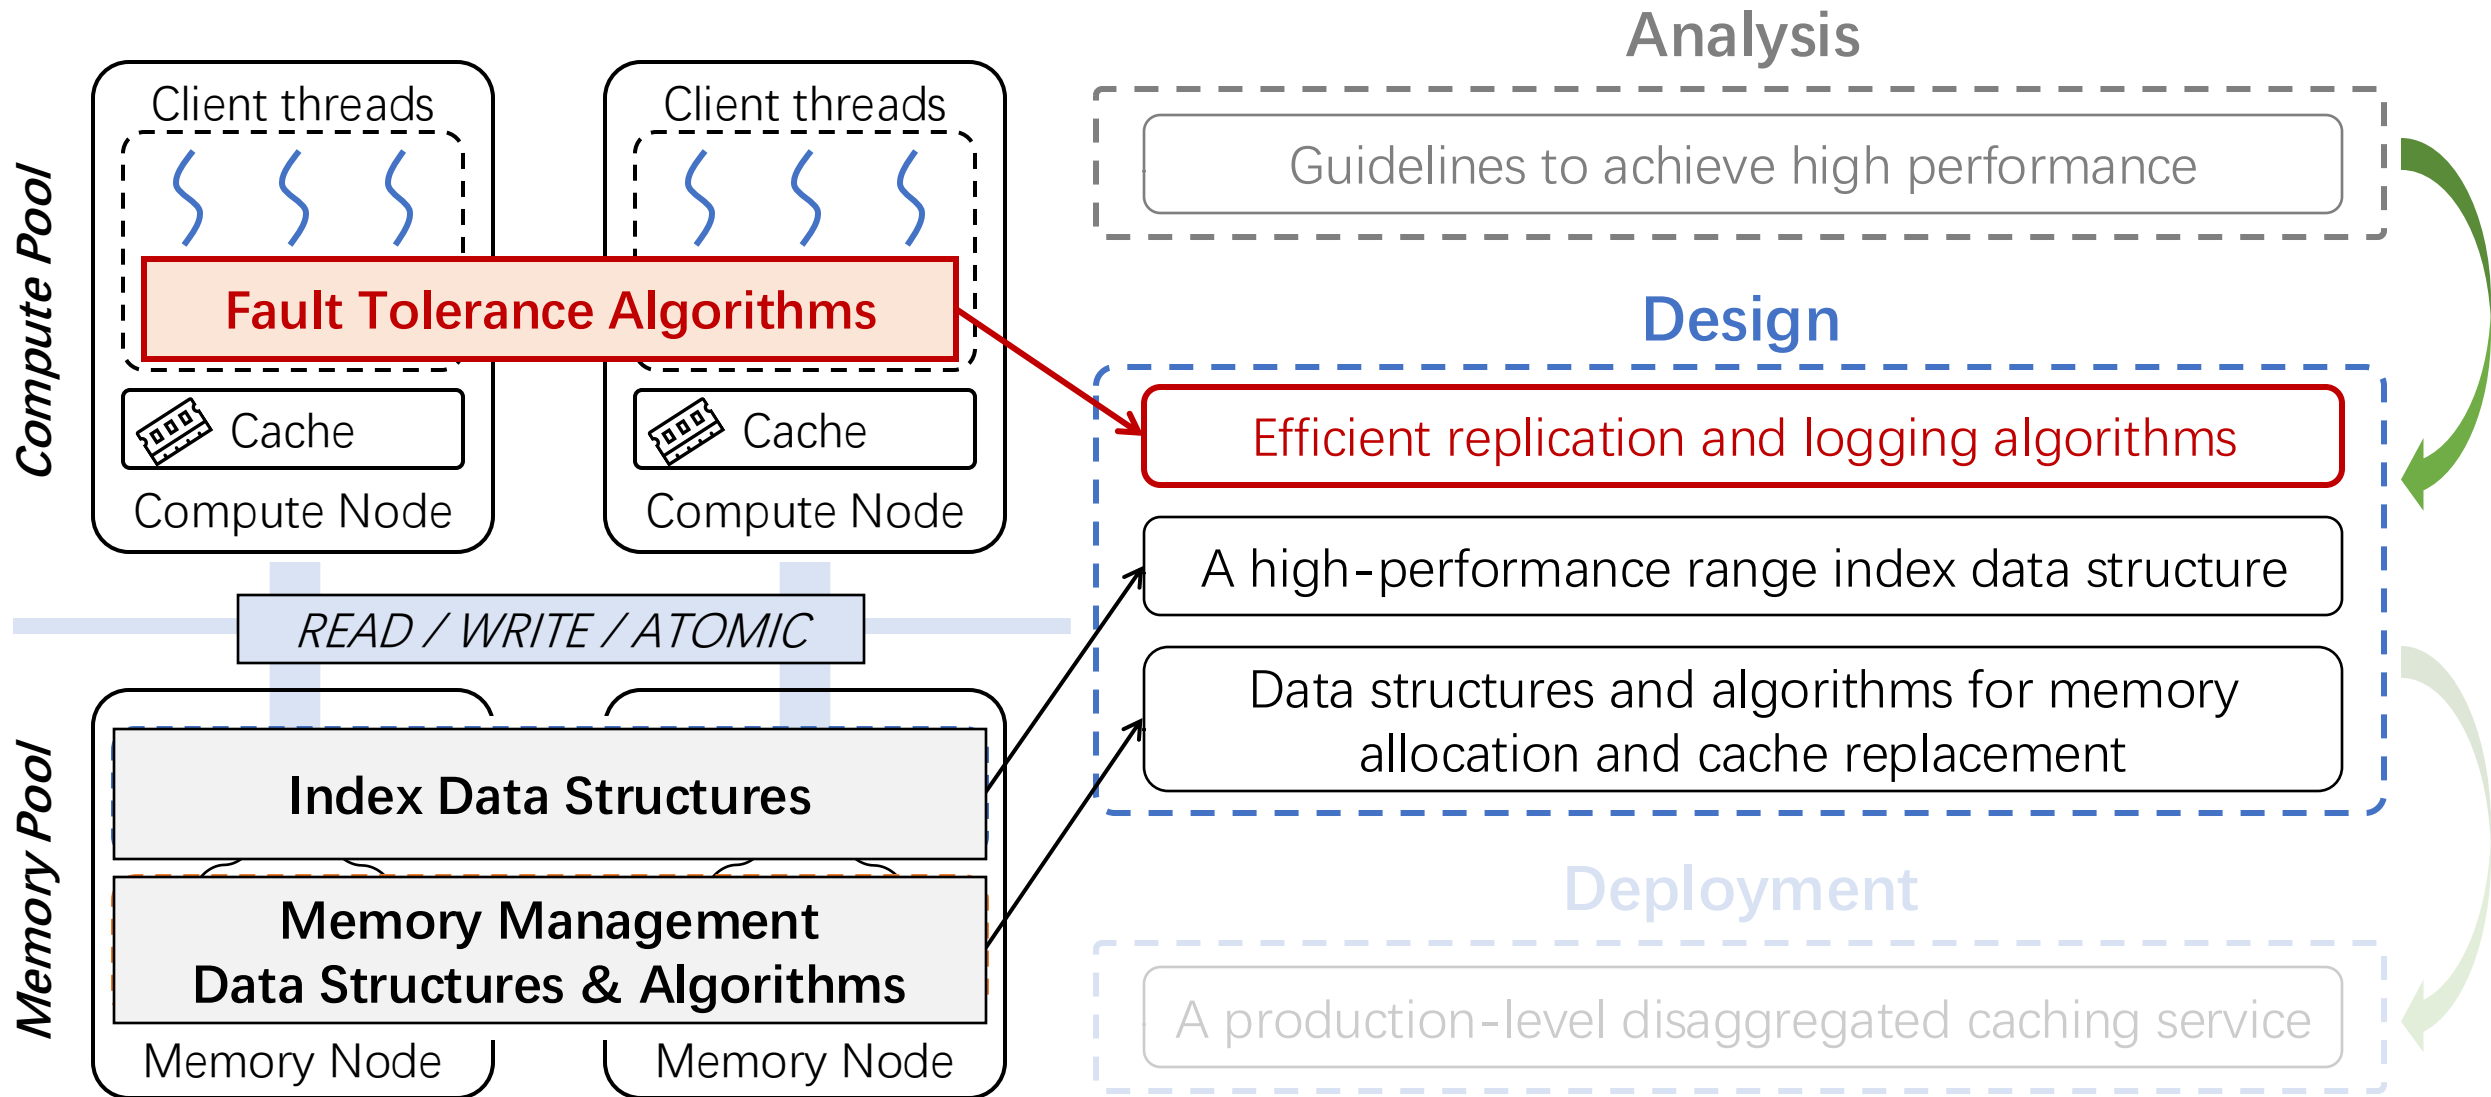 Compute Pool
Client threads
Client threads
Fault Tolerance Algorithms
Cache
Cache
Compute Node
Compute Node
READ / WRITE / ATOMIC
Memory Pool
Index Data Structures
Memory Management
Data Structures & Algorithms
Memory Node
Memory Node
Analysis
Guidelines to achieve high performance
Design
Efficient replication and logging algorithms
A high-performance range index data structure
Data structures and algorithms for memory
allocation and cache replacement
Deployment
A production-level disaggregated caching service